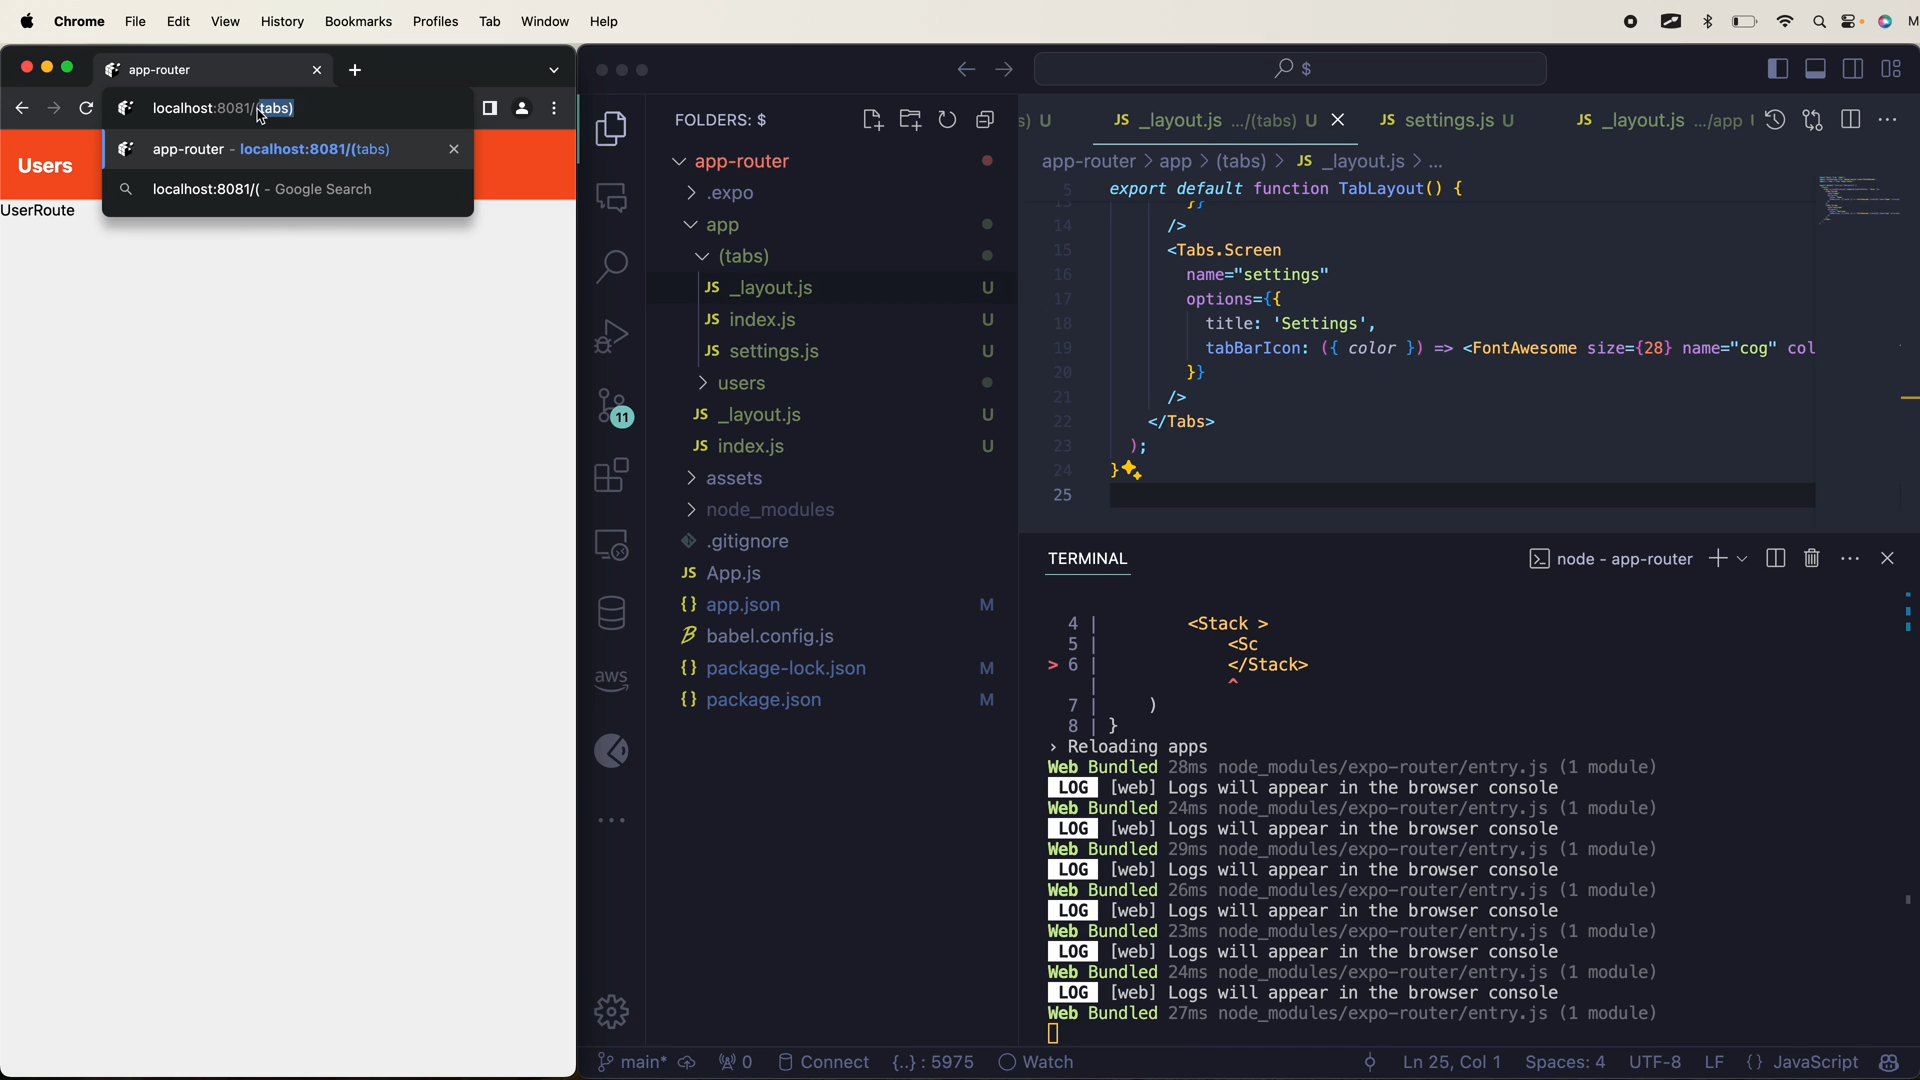 Chrome File Edit View History Bookmarks Profiles Tab Window Help
app-router
localhost:8081/(tabs)
app-router - localhost:8081/(tabs)
localhost:8081/( - Google Search
Users
UserRoute
$
FOLDERS: $
app-router
.expo
app
(tabs)
JS _layout.js U
JS index.js U
JS settings.js U
users
JS _layout.js U
JS index.js U
assets
node_modules
.gitignore
JS App.js
{} app.json M
babel.config.js
{} package-lock.json M
{} package.json M
11
aws
s) U JS _layout.js .../(tabs) U JS settings.js U JS _layout.js .../app
app-router > app > (tabs) > JS _layout.js > ...
5 export default function TabLayout() {
13 }}
14 />
15 <Tabs.Screen
16 name="settings"
17 options={{
18 title: 'Settings',
19 tabBarIcon: ({ color }) => <FontAwesome size={28} name="cog" col
20 }}
21 />
22 </Tabs>
23 );
24 }
25
TERMINAL
node - app-router
4 | <Stack >
5 | <Sc
> 6 | </Stack>
| ^
7 | )
8 | }
› Reloading apps
Web Bundled 28ms node_modules/expo-router/entry.js (1 module)
LOG [web] Logs will appear in the browser console
Web Bundled 24ms node_modules/expo-router/entry.js (1 module)
LOG [web] Logs will appear in the browser console
Web Bundled 29ms node_modules/expo-router/entry.js (1 module)
LOG [web] Logs will appear in the browser console
Web Bundled 26ms node_modules/expo-router/entry.js (1 module)
LOG [web] Logs will appear in the browser console
Web Bundled 23ms node_modules/expo-router/entry.js (1 module)
LOG [web] Logs will appear in the browser console
Web Bundled 24ms node_modules/expo-router/entry.js (1 module)
LOG [web] Logs will appear in the browser console
Web Bundled 27ms node_modules/expo-router/entry.js (1 module)
main* 0 Connect {..} : 5975 Watch Ln 25, Col 1 Spaces: 4 UTF-8 LF {} JavaScript